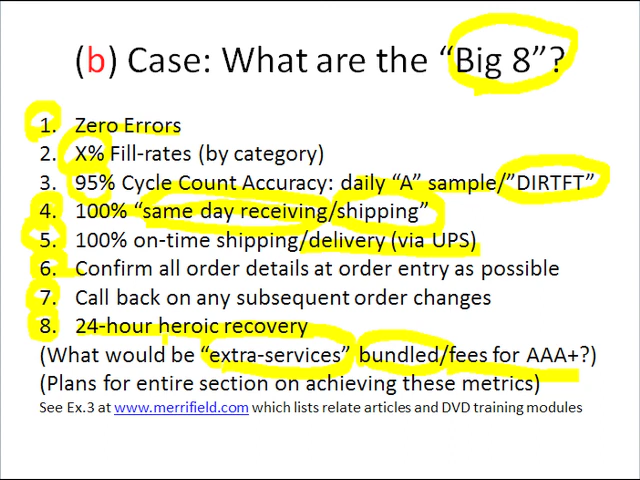 (b) Case: What are the “Big 8”?
1. Zero Errors
2. X% Fill-rates (by category)
3. 95% Cycle Count Accuracy: daily “A” sample/”DIRTFT”
4. 100% “same day receiving/shipping”
5. 100% on-time shipping/delivery (via UPS)
6. Confirm all order details at order entry as possible
7. Call back on any subsequent order changes
8. 24-hour heroic recovery
(What would be “extra-services” bundled/fees for AAA+?)
(Plans for entire section on achieving these metrics)
See Ex.3 at www.merrifield.com which lists relate articles and DVD training modules